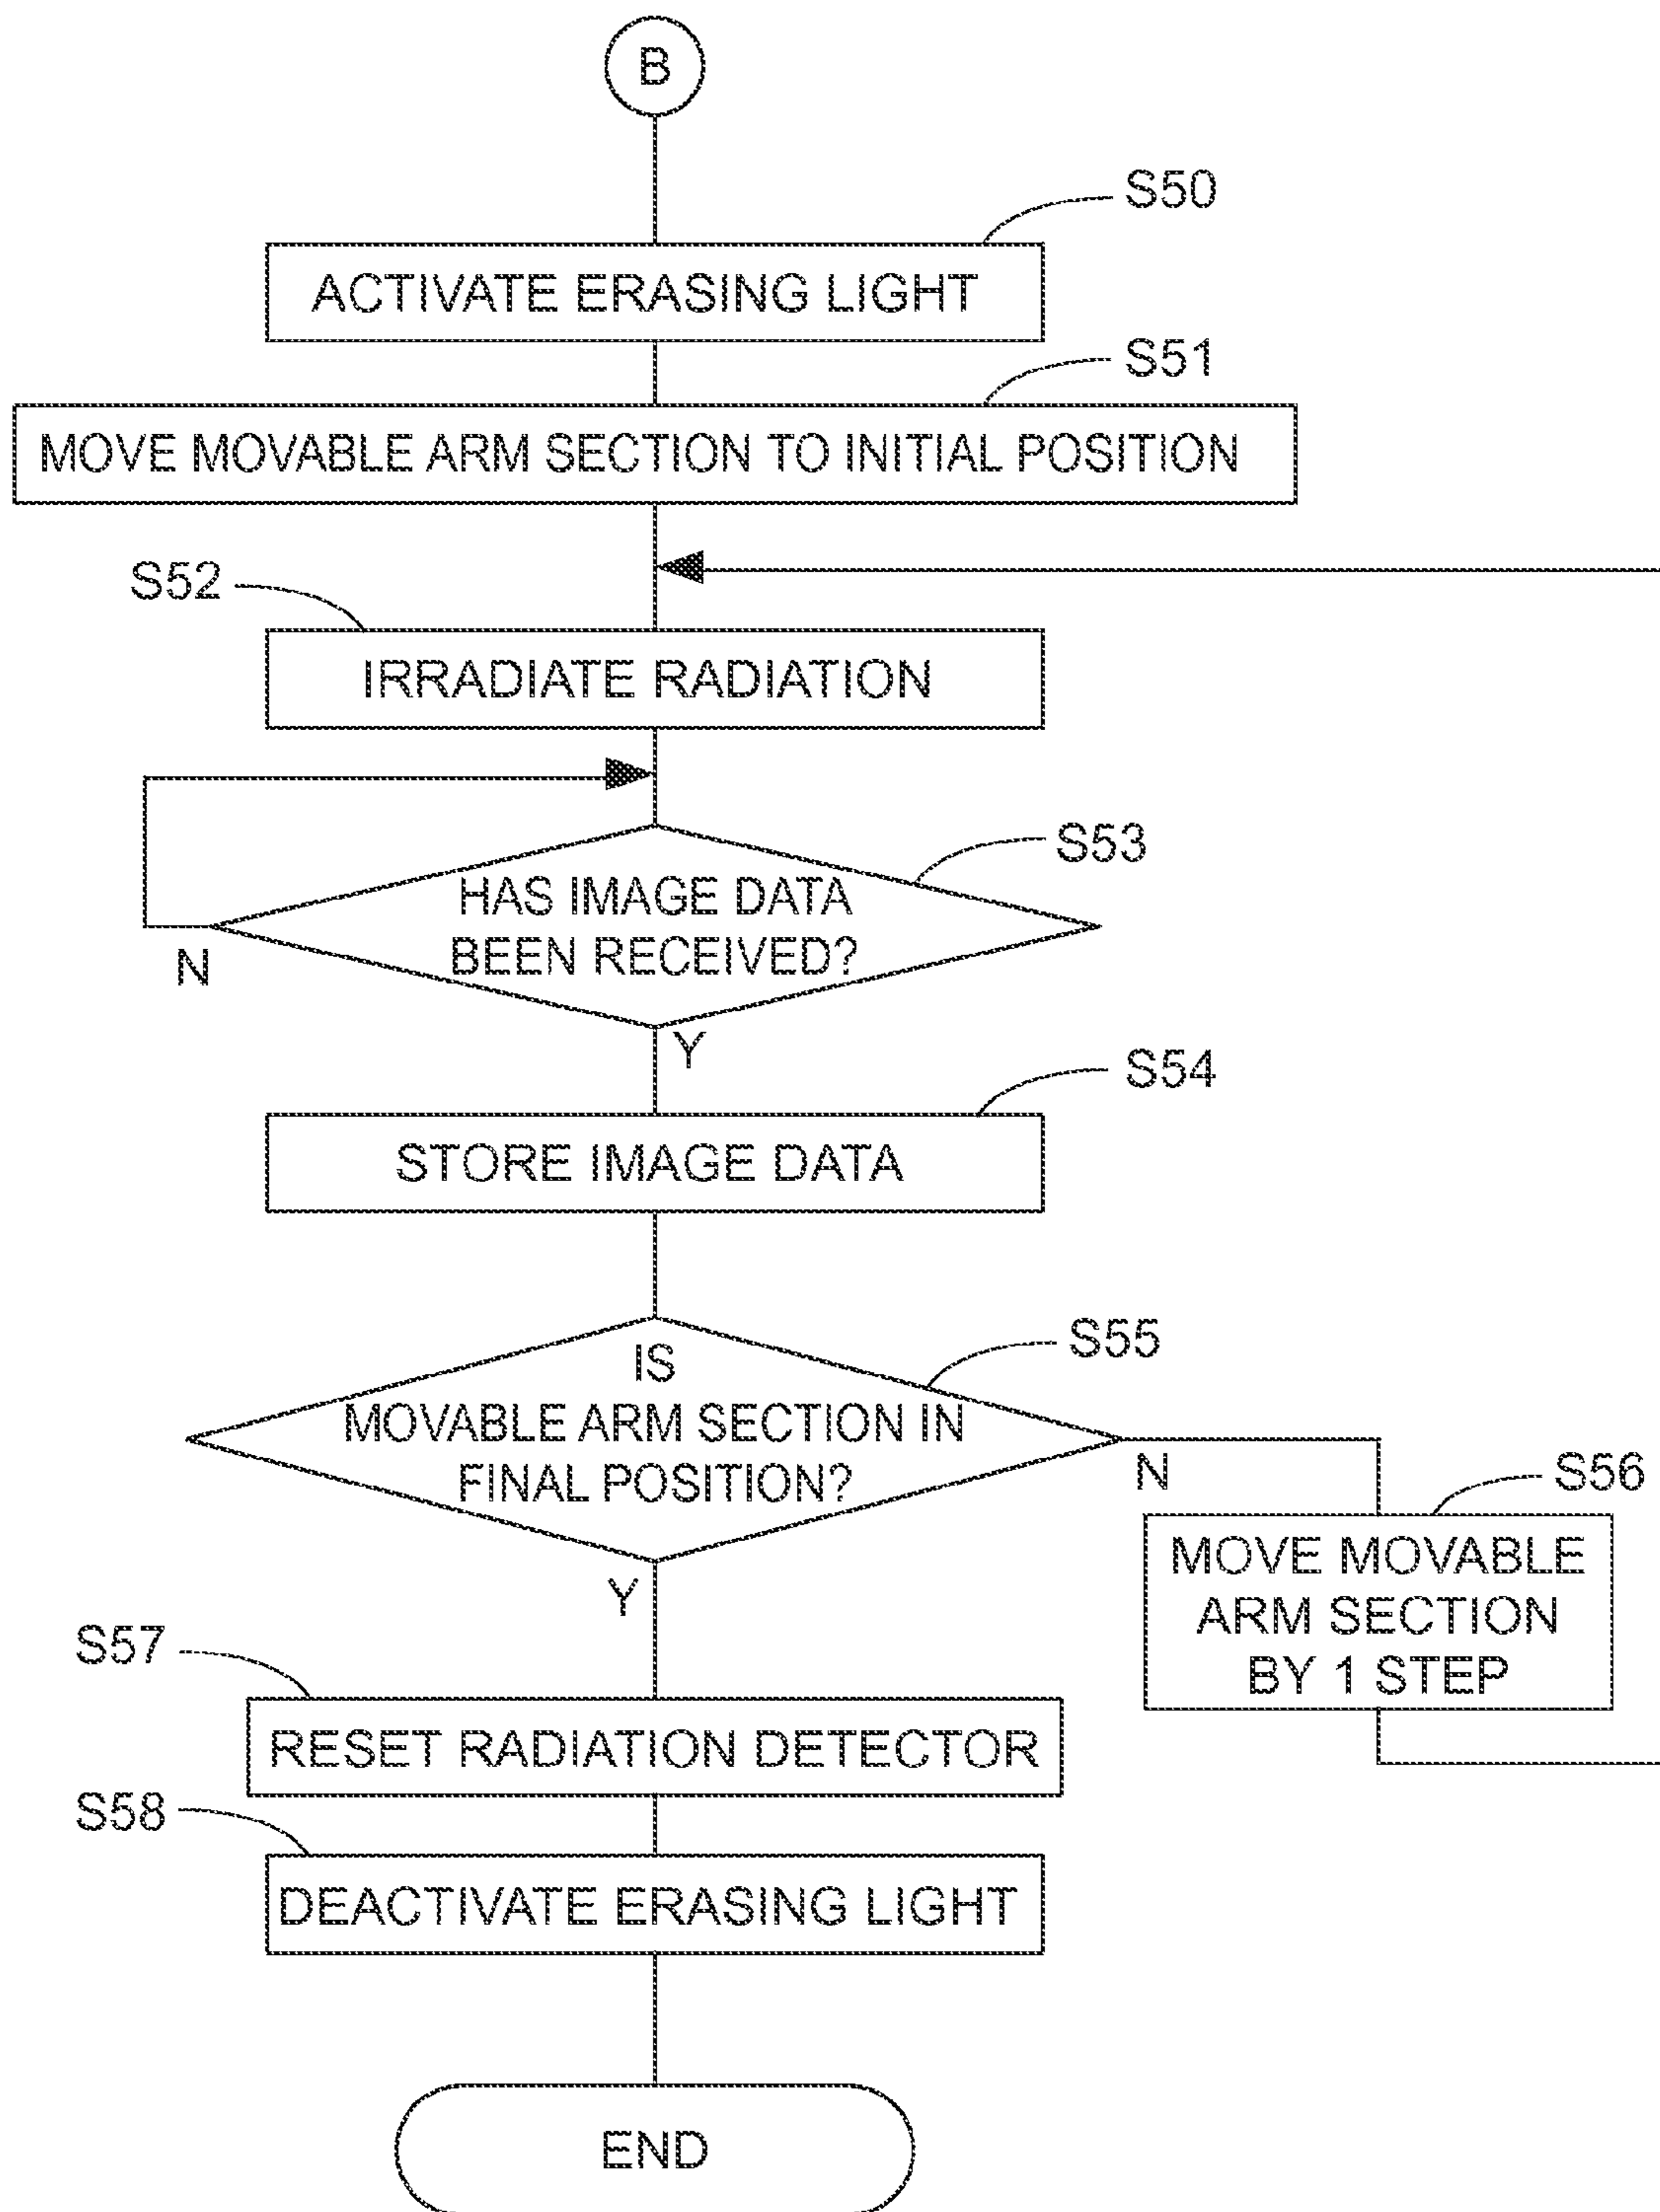 B
S50
ACTIVATE ERASING LIGHT
S51
MOVE MOVABLE ARM SECTION TO INITIAL POSITION
S52
IRRADIATE RADIATION
S53
HAS IMAGE DATA
BEEN RECEIVED?
N
Y
S54
STORE IMAGE DATA
S55
IS
MOVABLE ARM SECTION IN
FINAL POSITION?
N
S56
MOVE MOVABLE
ARM SECTION
BY 1 STEP
Y
S57
RESET RADIATION DETECTOR
S58
DEACTIVATE ERASING LIGHT
END